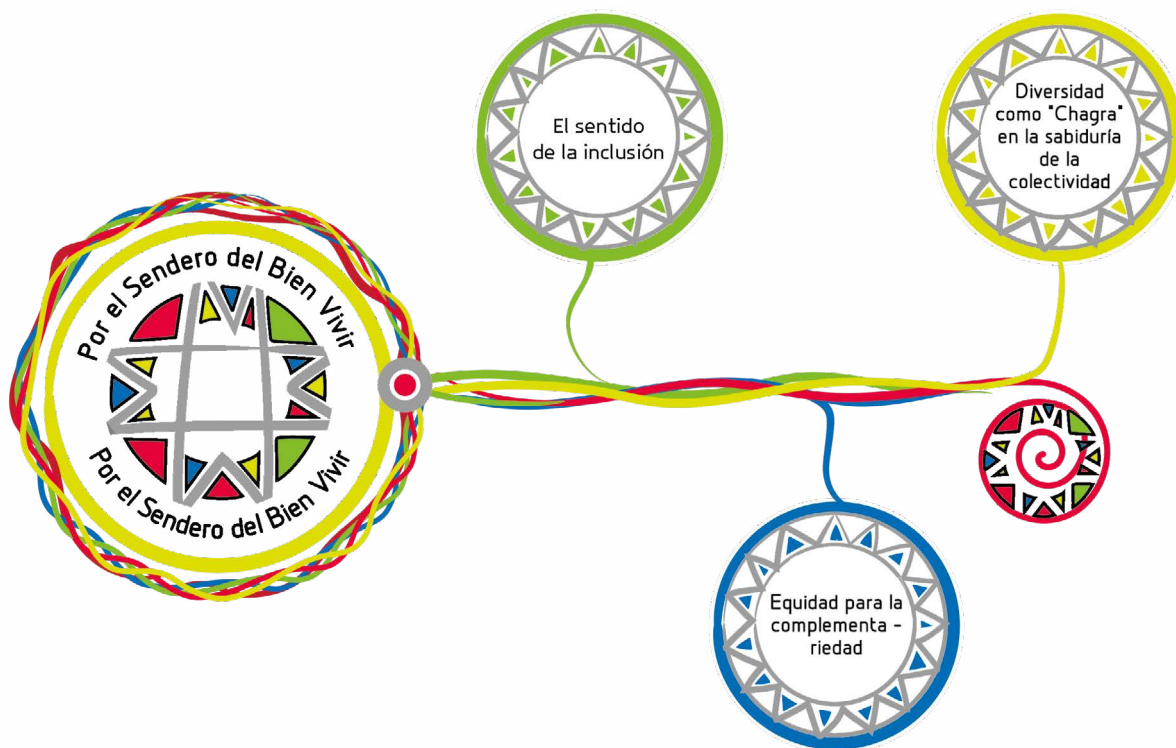 Por el Sendero del Bien Vivir
Por el Sendero del Bien Vivir
El sentido
de la inclusión
Diversidad
como "Chagra"
en la sabiduría
de la
colectividad
Equidad para la
complementa -
riedad